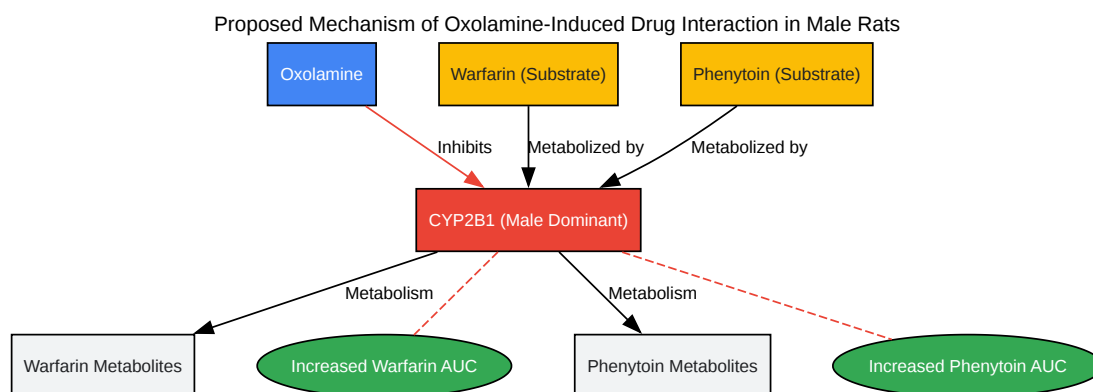 Proposed Mechanism of Oxolamine-Induced Drug Interaction in Male Rats
Oxolamine
Warfarin (Substrate)
Phenytoin (Substrate)
Inhibits
Metabolized by
Metabolized by
CYP2B1 (Male Dominant)
Metabolism
Metabolism
Warfarin Metabolites
Increased Warfarin AUC
Phenytoin Metabolites
Increased Phenytoin AUC